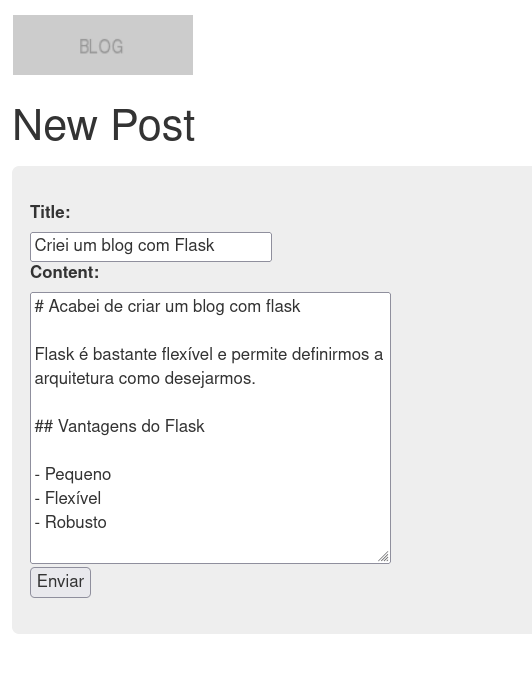 BLOG
New Post
Title:
Criei um blog com Flask
Content:
# Acabei de criar um blog com flask
Flask é bastante flexível e permite definirmos a
arquitetura como desejarmos.
## Vantagens do Flask
- Pequeno
- Flexível
- Robusto
Enviar